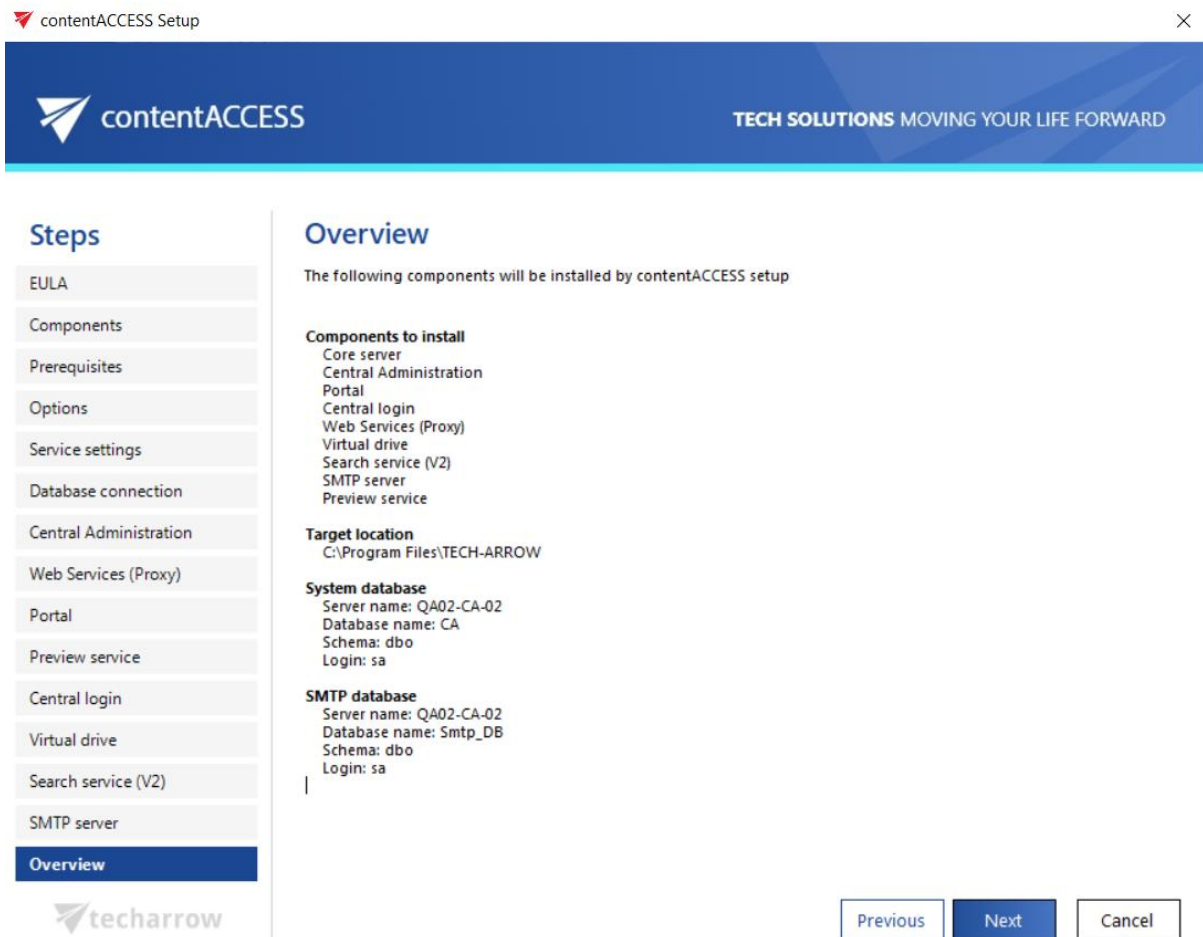 contentACCESS Setup
contentACCESS
TECH SOLUTIONS MOVING YOUR LIFE FORWARD
Steps
EULA
Components
Prerequisites
Options
Service settings
Database connection
Central Administration
Web Services (Proxy)
Portal
Preview service
Central login
Virtual drive
Search service (V2)
SMTP server
Overview
techarrow
Overview
The following components will be installed by contentACCESS setup
Components to install
Core server
Central Administration
Portal
Central login
Web Services (Proxy)
Virtual drive
Search service (V2)
SMTP server
Preview service
Target location
C:\Program Files\TECH-ARROW
System database
Server name: QA02-CA-02
Database name: CA
Schema: dbo
Login: sa
SMTP database
Server name: QA02-CA-02
Database name: Smtp_DB
Schema: dbo
Login: sa
Previous
Next
Cancel